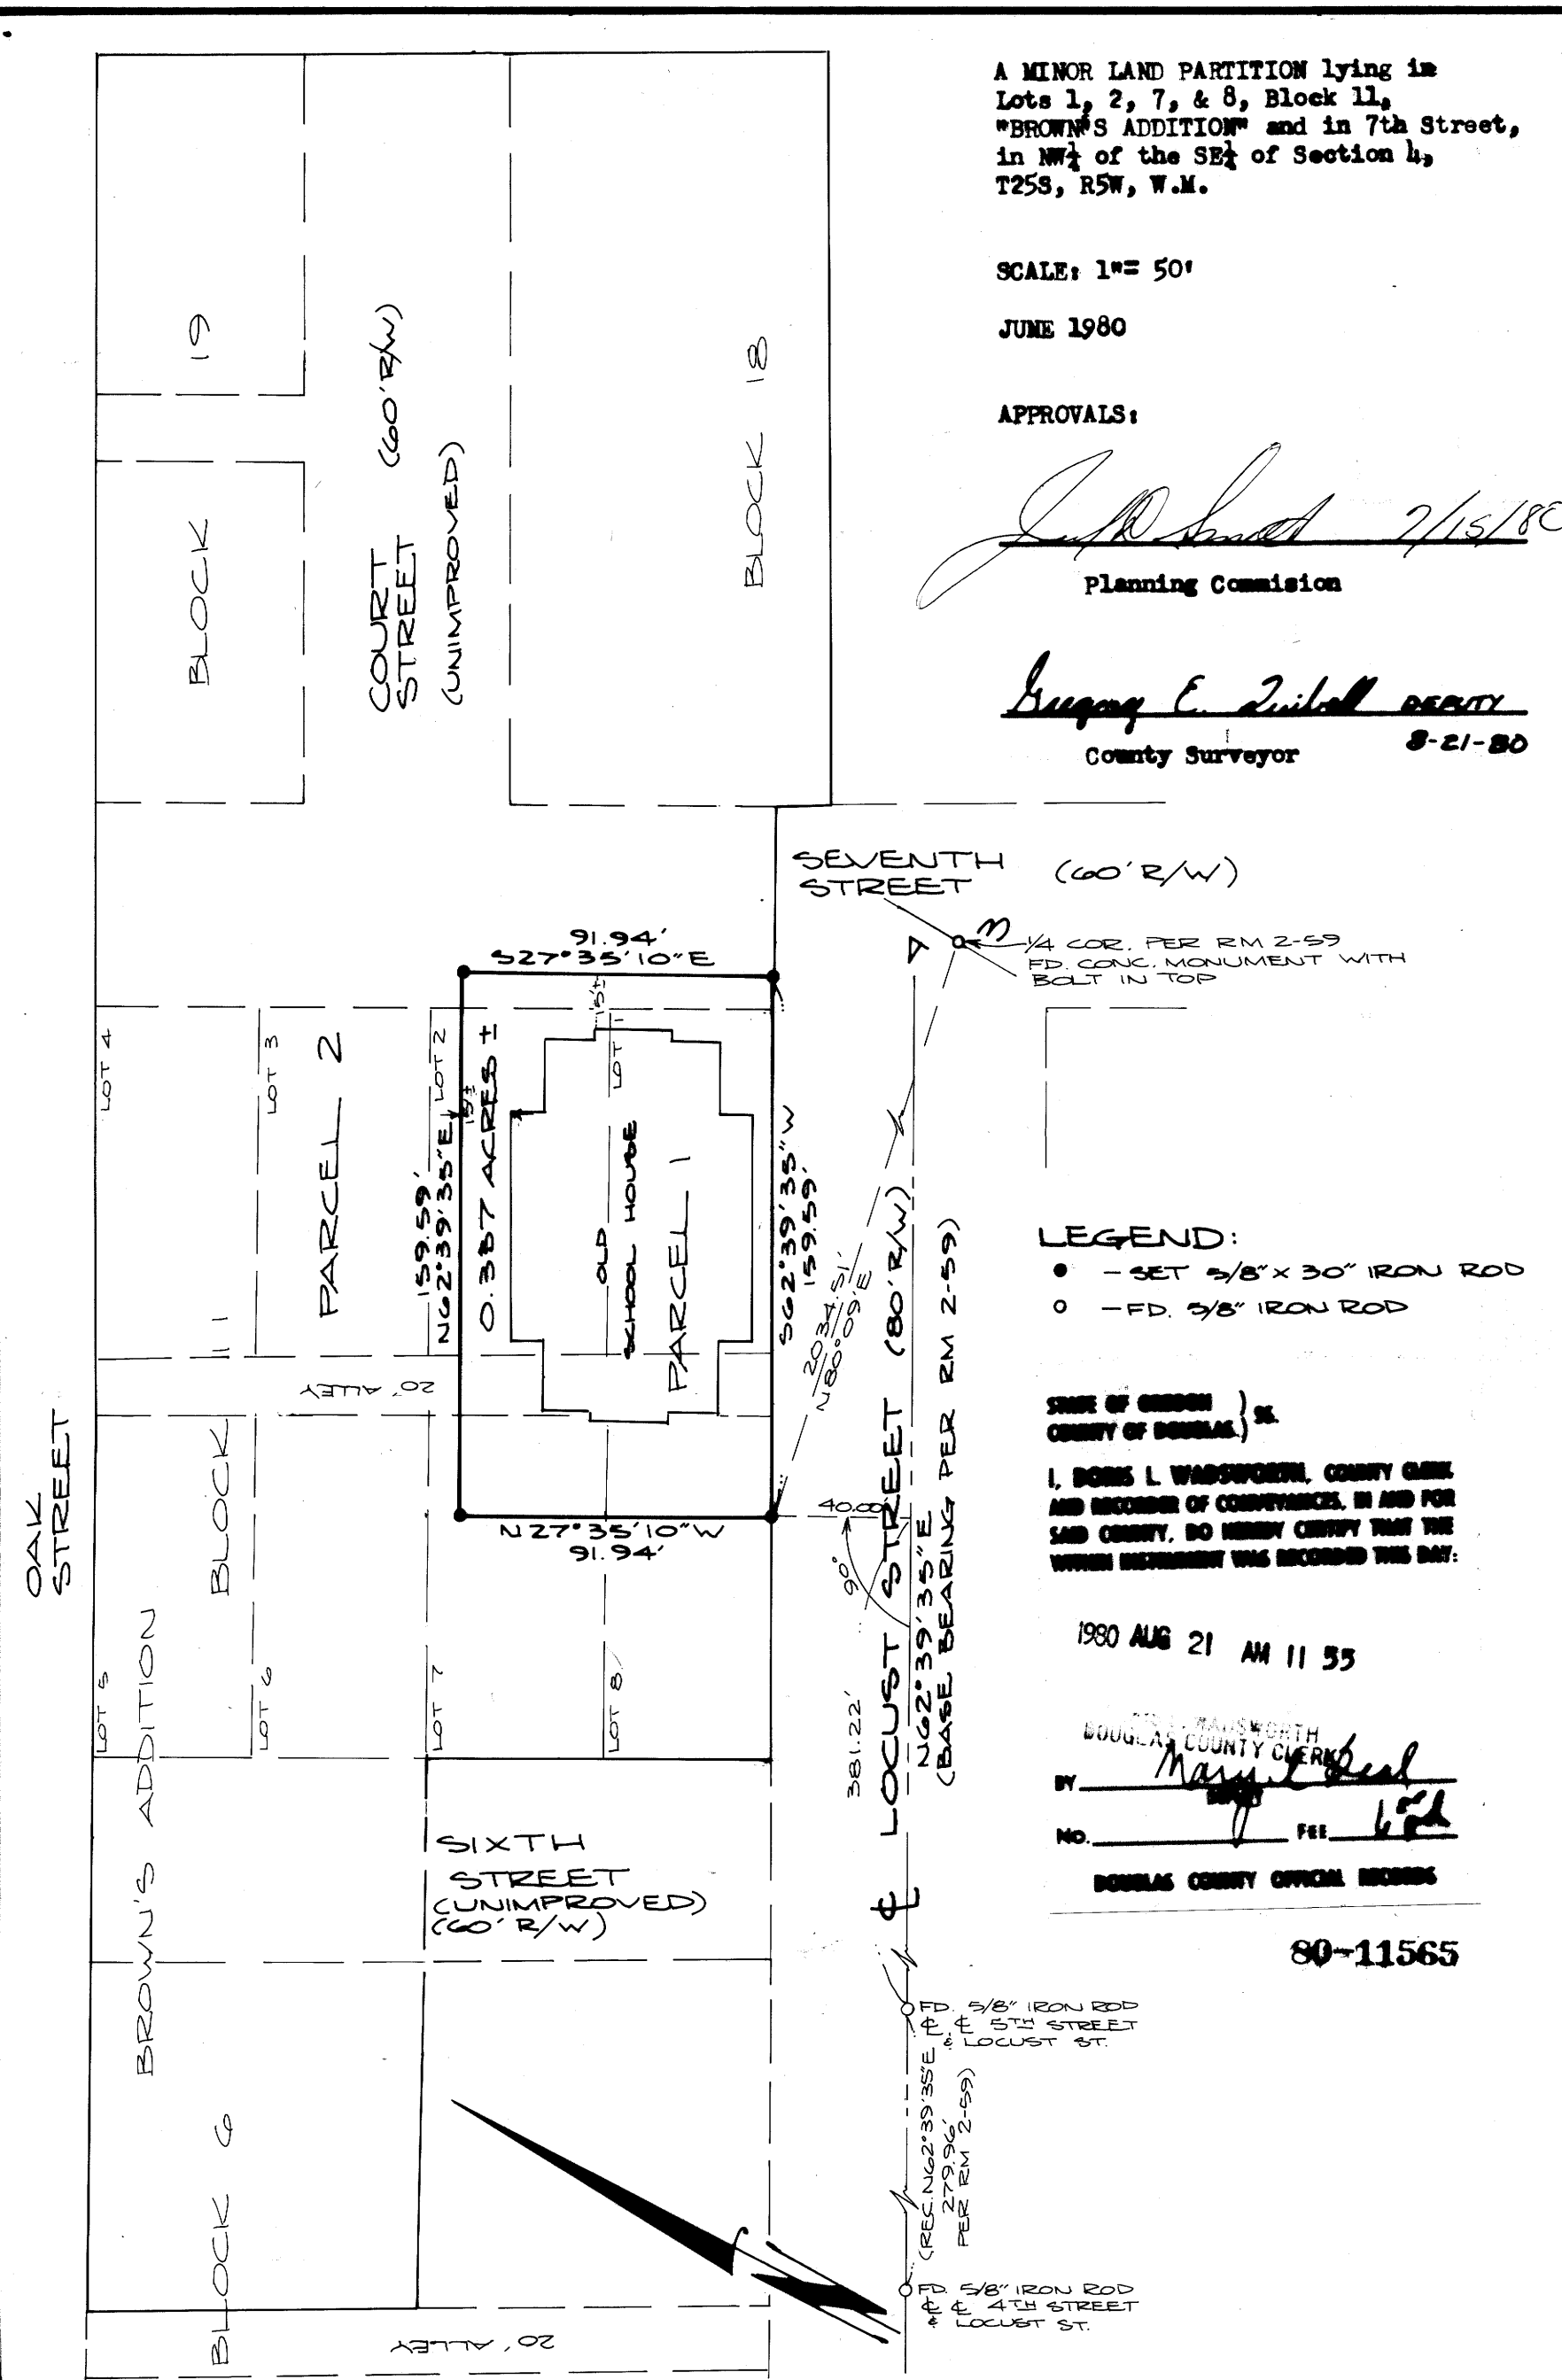 A MINOR LAND PARTITION lying in
Lots 1, 2, 7, & 8, Block 11,
"BROWN'S ADDITION" and in 7th Street,
in NW¼ of the SE¼ of Section 4,
T25S, R5W, W.M.
SCALE: 1"= 50'
JUNE 1980
APPROVALS:
7/15/80
Planning Commision
Gregory E. DEPUTY
County Surveyor
8-21-80
BLOCK 19
COURT
STREET
(60' R/W)
(UNIMPROVED)
BLOCK 18
SEVENTH
STREET
(60' R/W)
1/4 COR. PER RM 2-59
FD. CONC. MONUMENT WITH
BOLT IN TOP
91.94'
S27°35'10"E
LOT 4
LOT 3
PARCEL 2
LOT 2
159.59'
N62°39'35"E
15'±
0.337 ACRES ±
15'±
LOT 1
OLD
SCHOOL HOUSE
PARCEL 1
S62°39'35"W
159.59'
2034.51'
N80°09'E
20' ALLEY
BLOCK 11
N27°35'10"W
91.94'
40.00
90°
381.22'
℄ LOCUST STREET (80' R/W)
N62°39'35"E
(BASE BEARING PER RM 2-59)
OAK
STREET
LOT 5
LOT 6
LOT 7
LOT 8
BROWN'S ADDITION
SIXTH
STREET
(UNIMPROVED)
(60' R/W)
BLOCK 6
20' ALLEY
FD. 5/8" IRON ROD
℄ ℄ 5TH STREET
& LOCUST ST.
(REC. N62°39'35"E
279.96'
PER RM 2-59)
FD. 5/8" IRON ROD
℄ ℄ 4TH STREET
& LOCUST ST.
LEGEND:
● - SET 5/8" X 30" IRON ROD
○ - FD. 5/8" IRON ROD
STATE OF OREGON
COUNTY OF DOUGLAS } SS.
I, DORIS L. WADSWORTH, COUNTY CLERK
AND RECORDER OF CONVEYANCES, IN AND FOR
SAID COUNTY, DO HEREBY CERTIFY THAT THE
WITHIN INSTRUMENT WAS RECORDED THIS DAY:
1980 AUG 21 AM 11 55
WADSWORTH
DOUGLAS COUNTY CLERK
BY
DEPUTY
NO. FEE
DOUGLAS COUNTY OFFICIAL RECORDS
80-11565